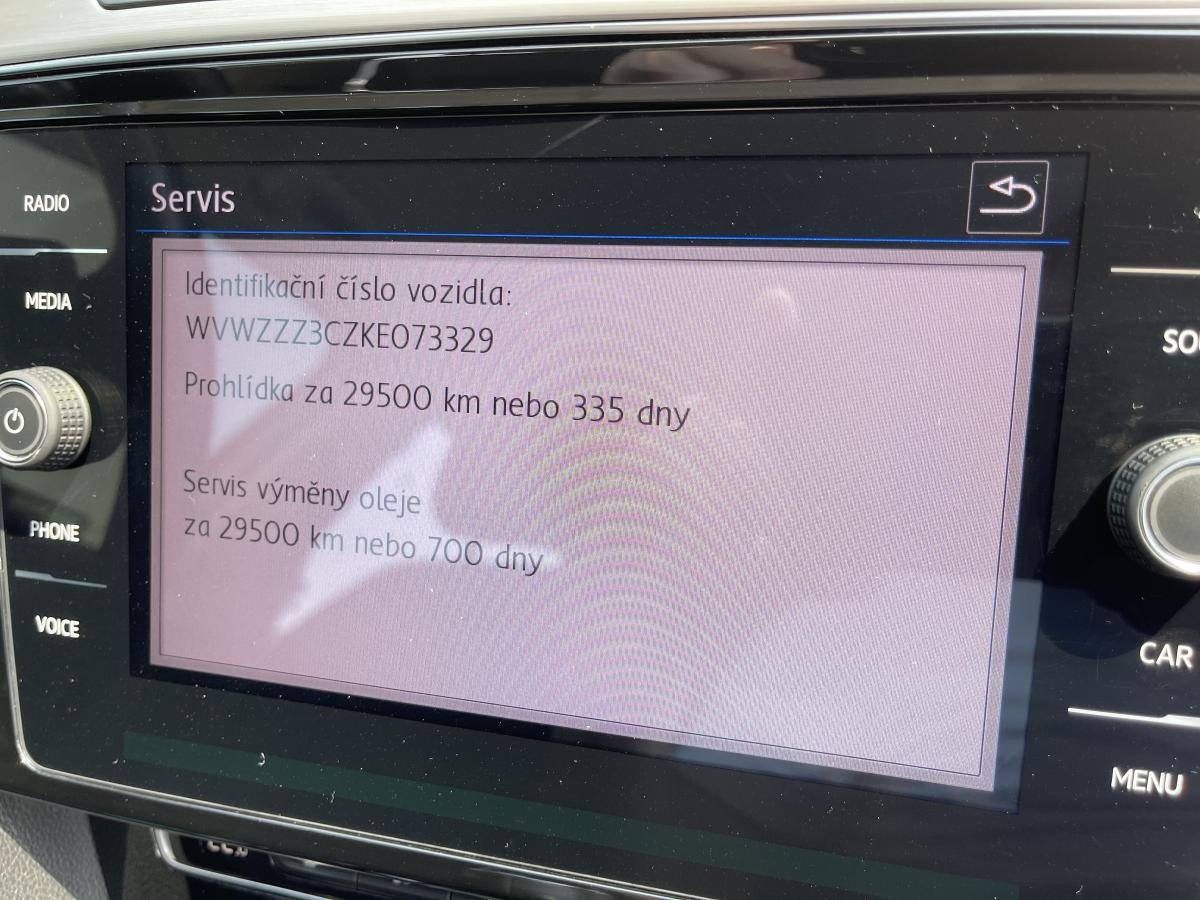 RADIO
MEDIA
PHONE
VOICE
Servis
Identifikační číslo vozidla:
WVWZZZ3CZKE073329
Prohlídka za 29500 km nebo 335 dny
Servis výměny oleje
za 29500 km nebo 700 dny
CAR
MENU